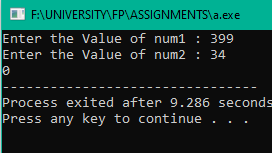 F:\UNIVERSITY\FP\ASSIGNMENTS\a.exe
Enter the Value of num1 : 399
Enter the Value of num2 : 34
0
--------------------------------
Process exited after 9.286 seconds
Press any key to continue . . .